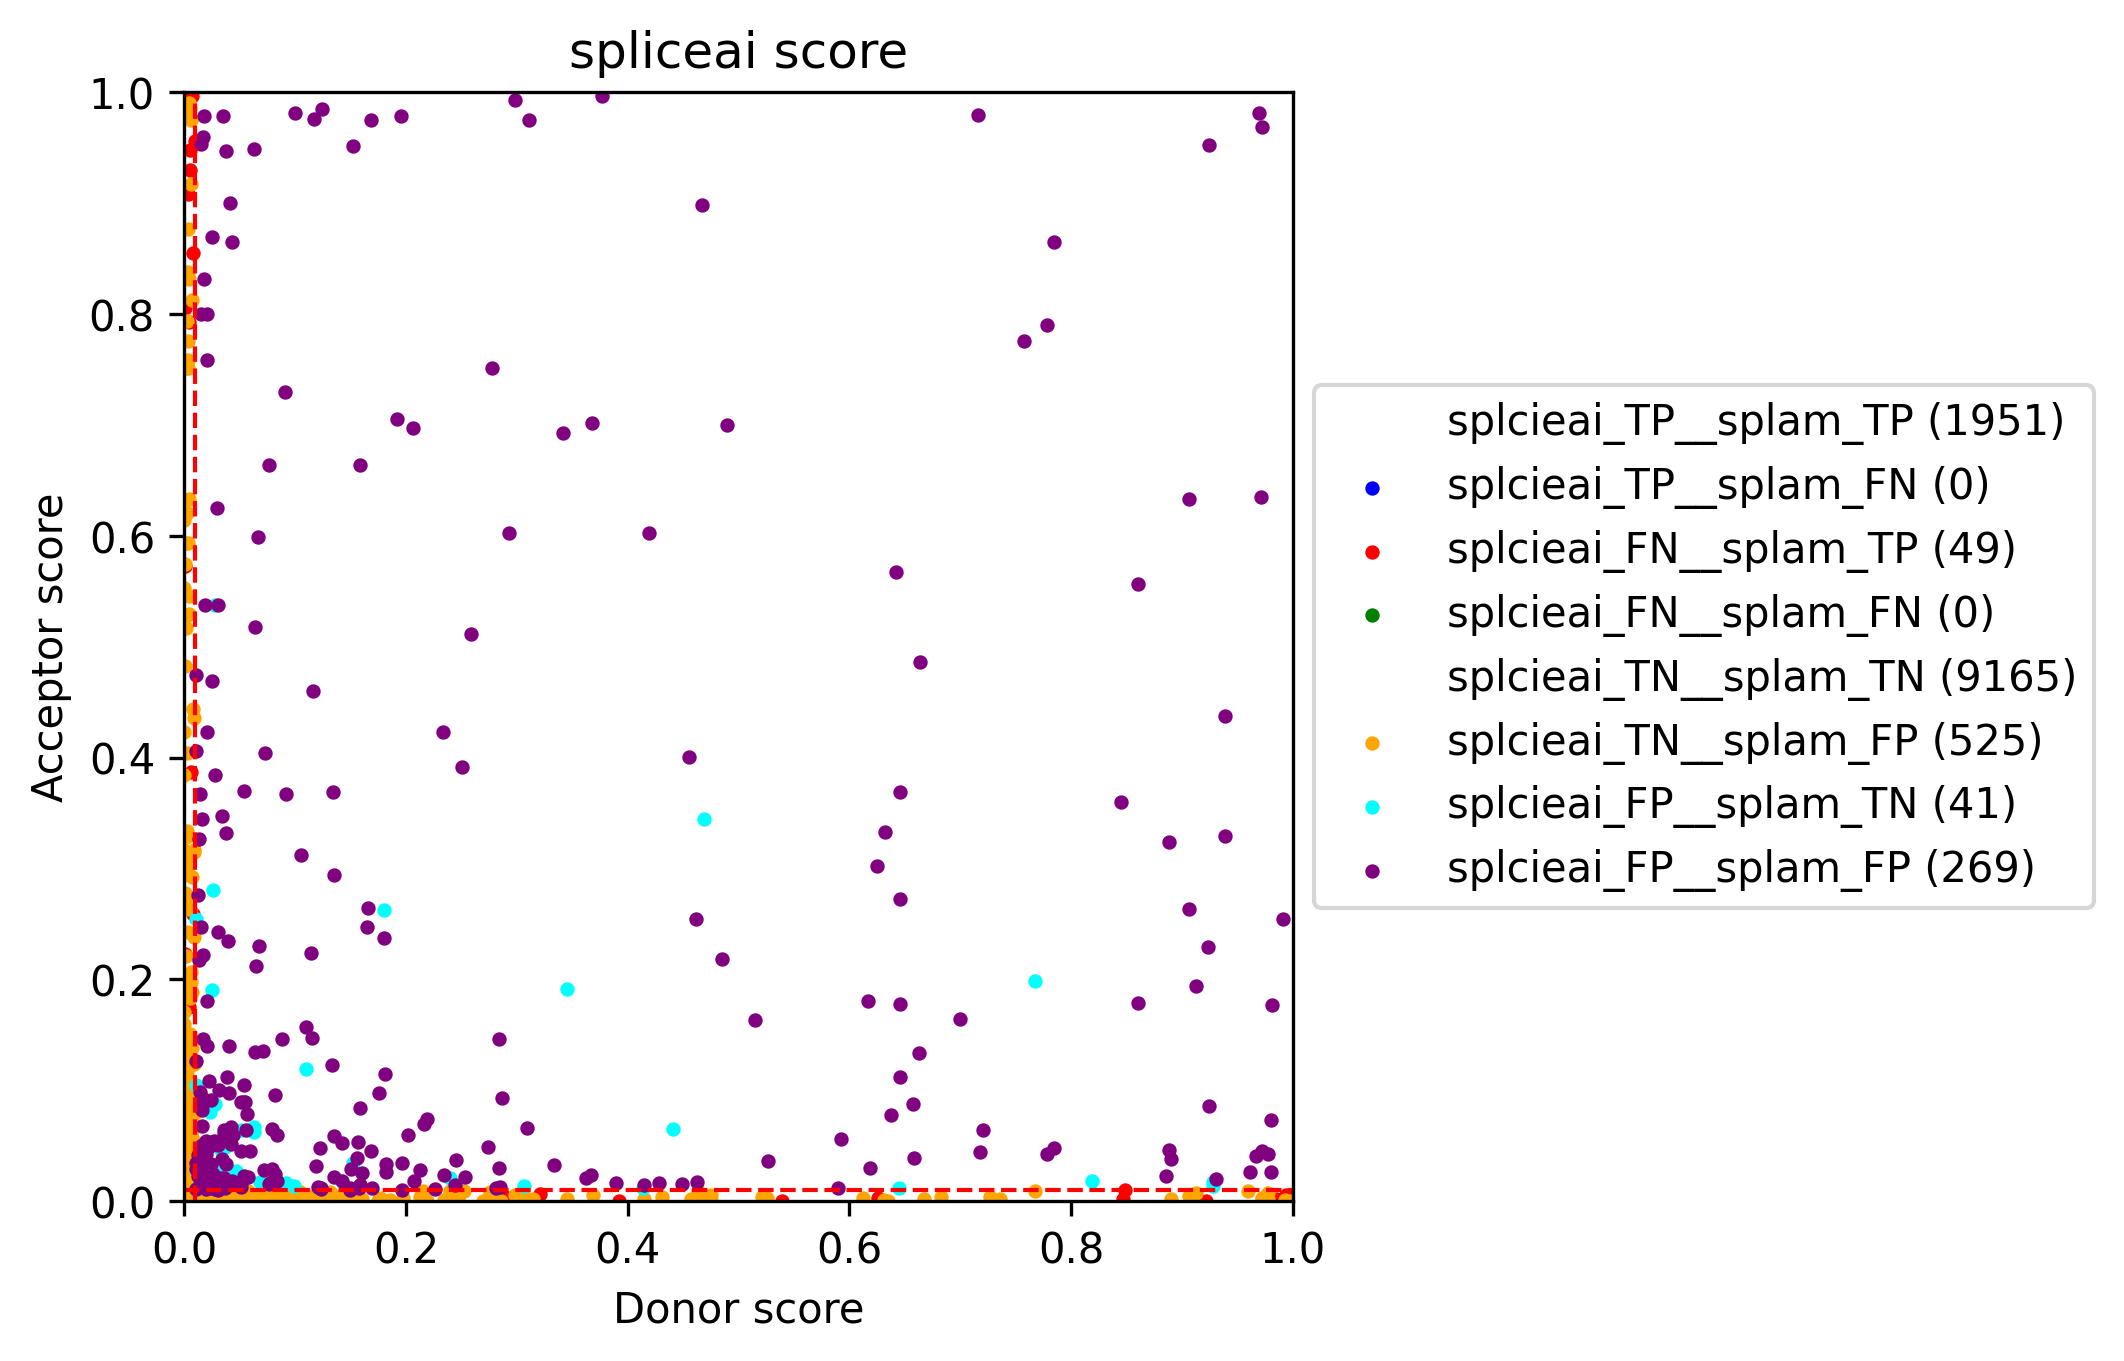 spliceai score
1.0
0.8
0.6
0.4
0.2
0.0
Acceptor score
0.0 0.2 0.4 0.6 0.8 1.0
Donor score
splcieai_TP__splam_TP (1951)
splcieai_TP__splam_FN (0)
splcieai_FN__splam_TP (49)
splcieai_FN__splam_FN (0)
splcieai_TN__splam_TN (9165)
splcieai_TN__splam_FP (525)
splcieai_FP__splam_TN (41)
splcieai_FP__splam_FP (269)